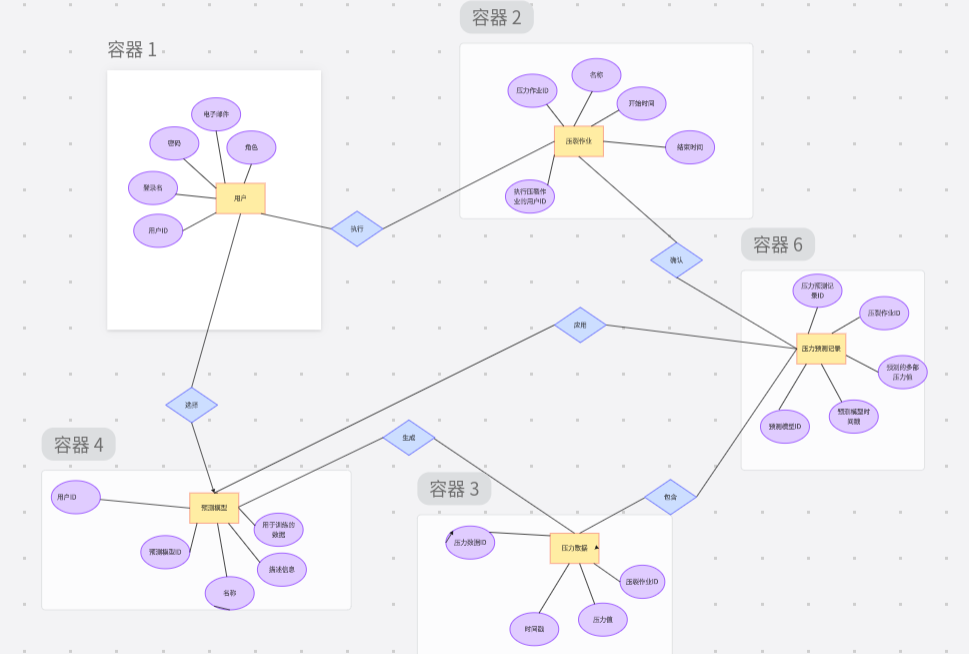 容器 2
容器 1
名称
压力作业ID
开始时间
电子邮件
压裂作业
密码
角色
结束时间
登录名
用户
执行压裂作
业的用户ID
用户ID
执行
容器 6
确认
压力预测记
录ID
压裂作业ID
应用
压力预测记录
预测的多部
压力值
选择
预测模型时
间戳
预测模型ID
生成
容器 4
容器 3
用户ID
包含
预测模型
用于训练的
数据
压力数据ID
压力数据
预测模型ID
描述信息
压裂作业ID
名称
压力值
时间戳